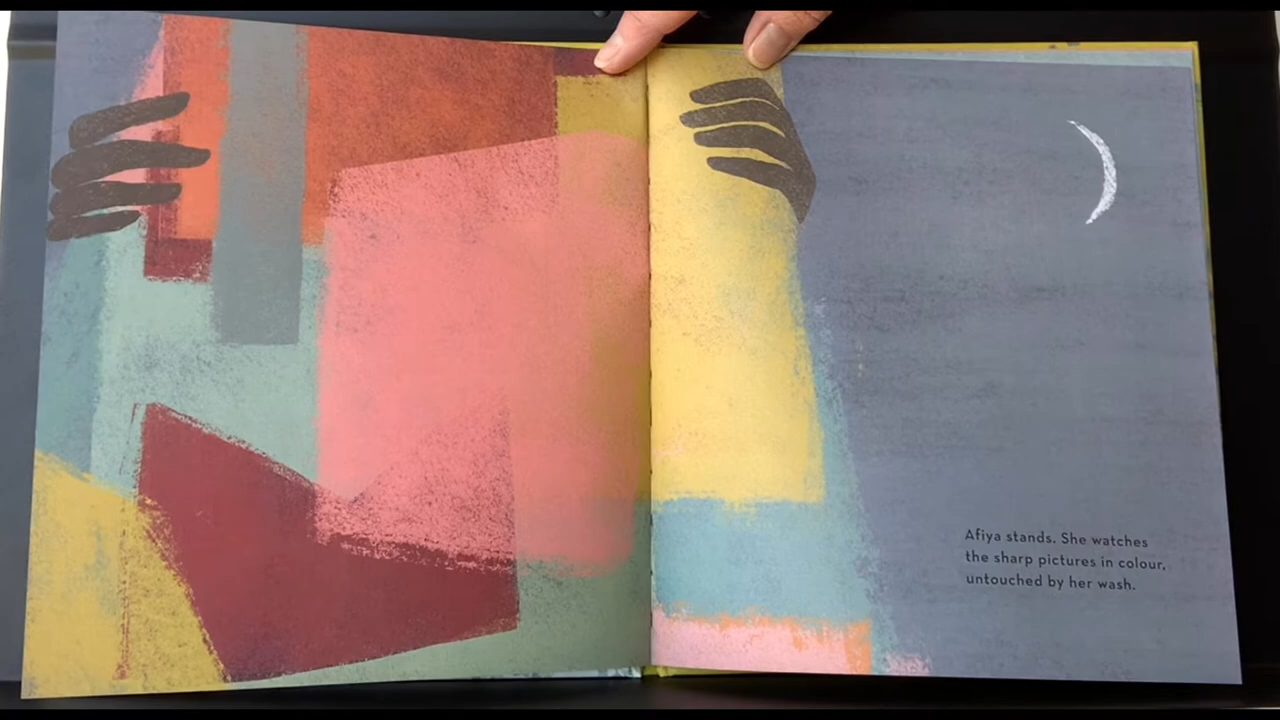 Afiya stands. She watches
the sharp pictures in colour,
untouched by her wash.